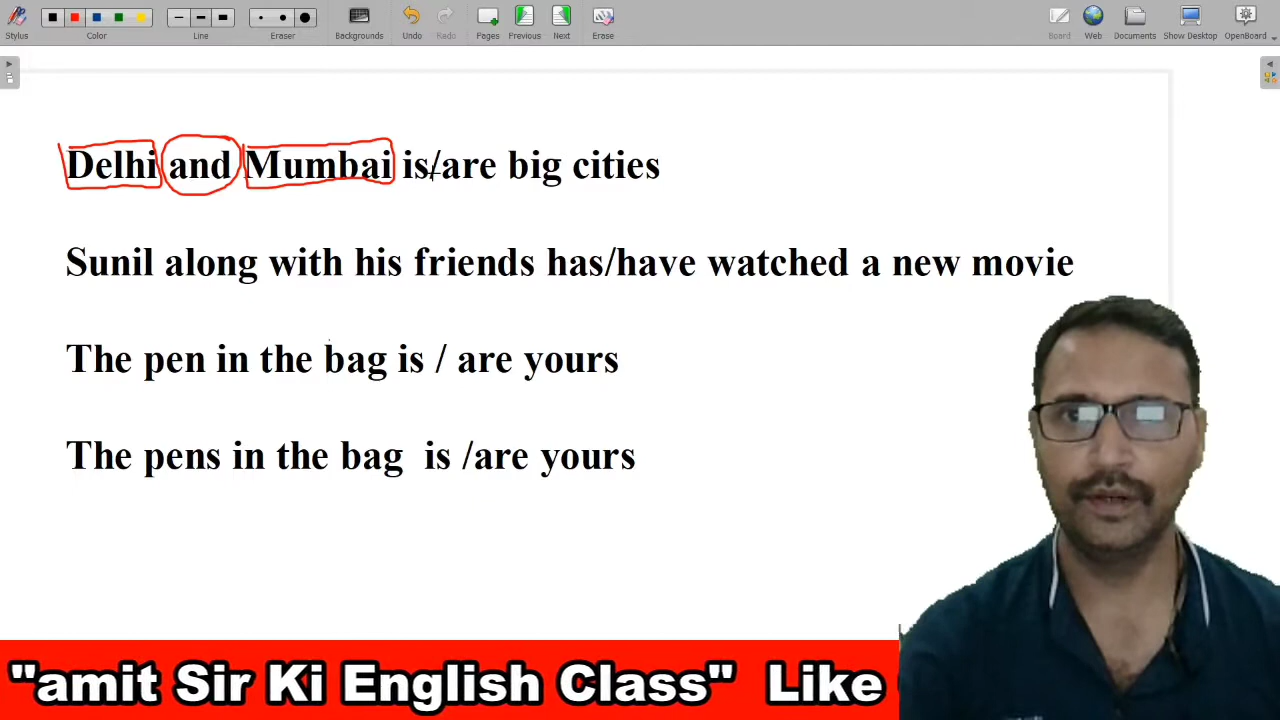 Stylus Color Line Eraser Backgrounds Undo Redo Pages Previous Next Erase Board Web Documents Show Desktop OpenBoard
Delhi and Mumbai is/are big cities
Sunil along with his friends has/have watched a new movie
The pen in the bag is / are yours
The pens in the bag is /are yours
"amit Sir Ki English Class" Like